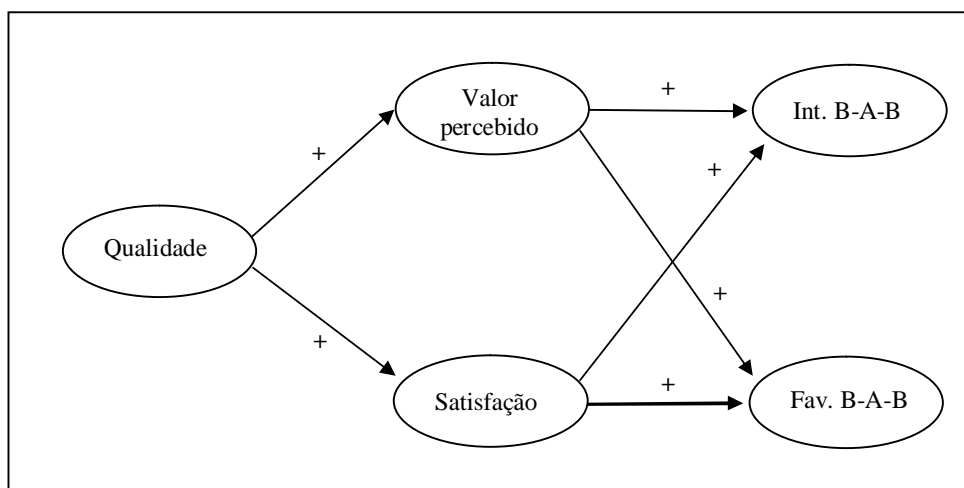 Valor
percebido
+
Int. B-A-B
+
+
Qualidade
+
+
Satisfação
+
Fav. B-A-B